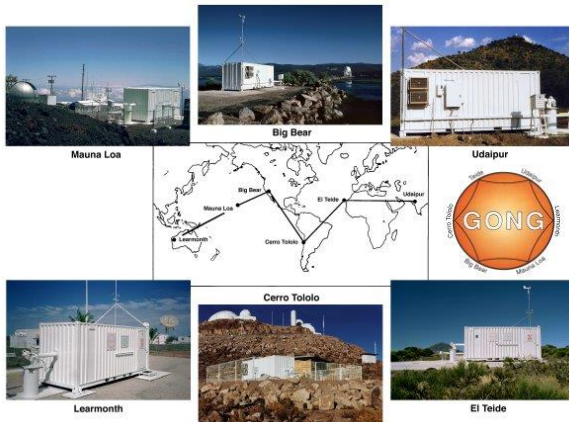 Mauna Loa
Big Bear
Udaipur
Big Bear
Mauna Loa
Learmonth
Cerro Tololo
El Teide
Udaipur
Teide
Udaipur
Cerro Tololo
GONG
Learmonth
Big Bear
Mauna Loa
Cerro Tololo
Learmonth
El Teide